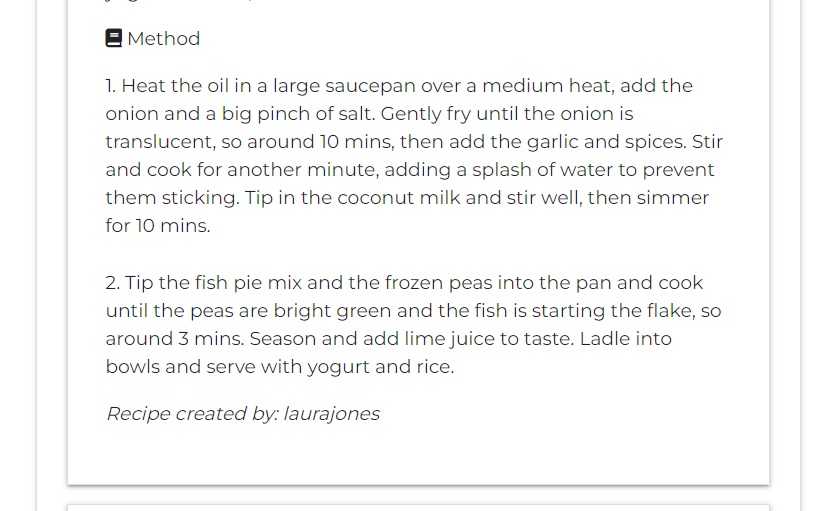 Method
1. Heat the oil in a large saucepan over a medium heat, add the
onion and a big pinch of salt. Gently fry until the onion is
translucent, so around 10 mins, then add the garlic and spices. Stir
and cook for another minute, adding a splash of water to prevent
them sticking. Tip in the coconut milk and stir well, then simmer
for 10 mins.
2. Tip the fish pie mix and the frozen peas into the pan and cook
until the peas are bright green and the fish is starting the flake, so
around 3 mins. Season and add lime juice to taste. Ladle into
bowls and serve with yogurt and rice.
Recipe created by: laurajones